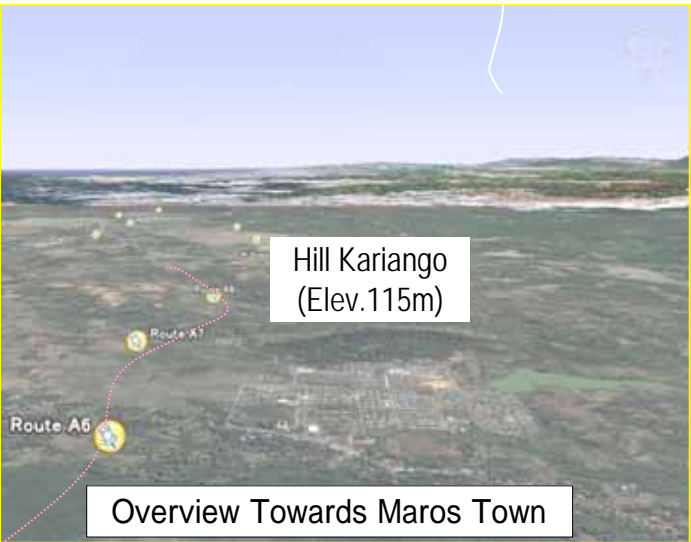 Hill Kariango
(Elev.115m)
Route A7
Route A6
Overview Towards Maros Town